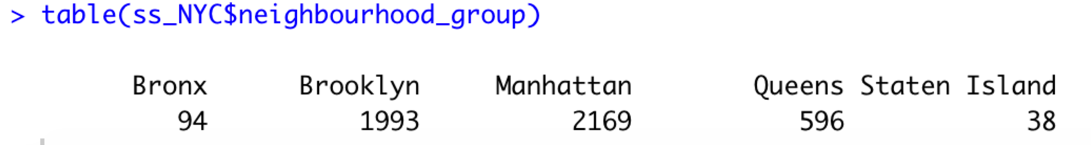 > table(ss_NYC$neighbourhood_group)
Bronx Brooklyn Manhattan Queens Staten Island
94 1993 2169 596 38